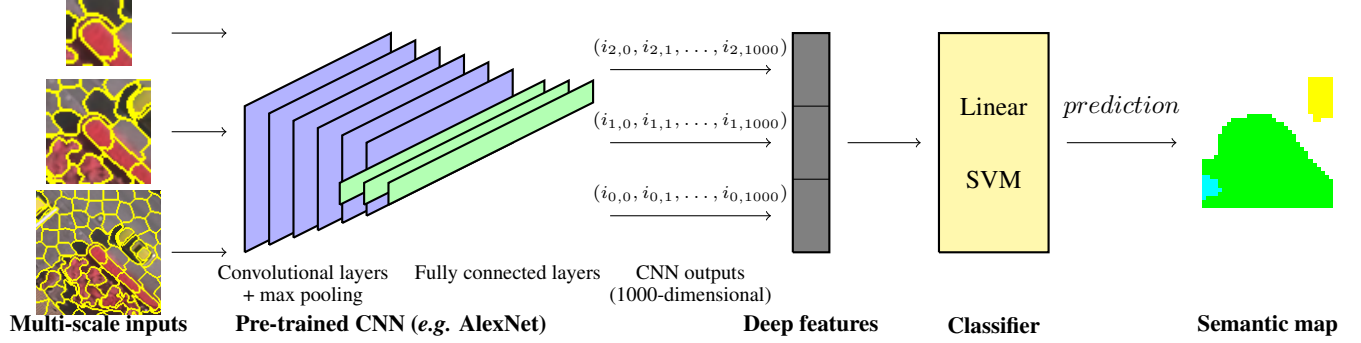 (i2,0, i2,1, . . . , i2,1000)
(i1,0, i1,1, . . . , i1,1000)
(i0,0, i0,1, . . . , i0,1000)
Linear
SVM
prediction
Convolutional layers
+ max pooling
Fully connected layers
CNN outputs
(1000-dimensional)
Multi-scale inputs
Pre-trained CNN (e.g. AlexNet)
Deep features
Classifier
Semantic map